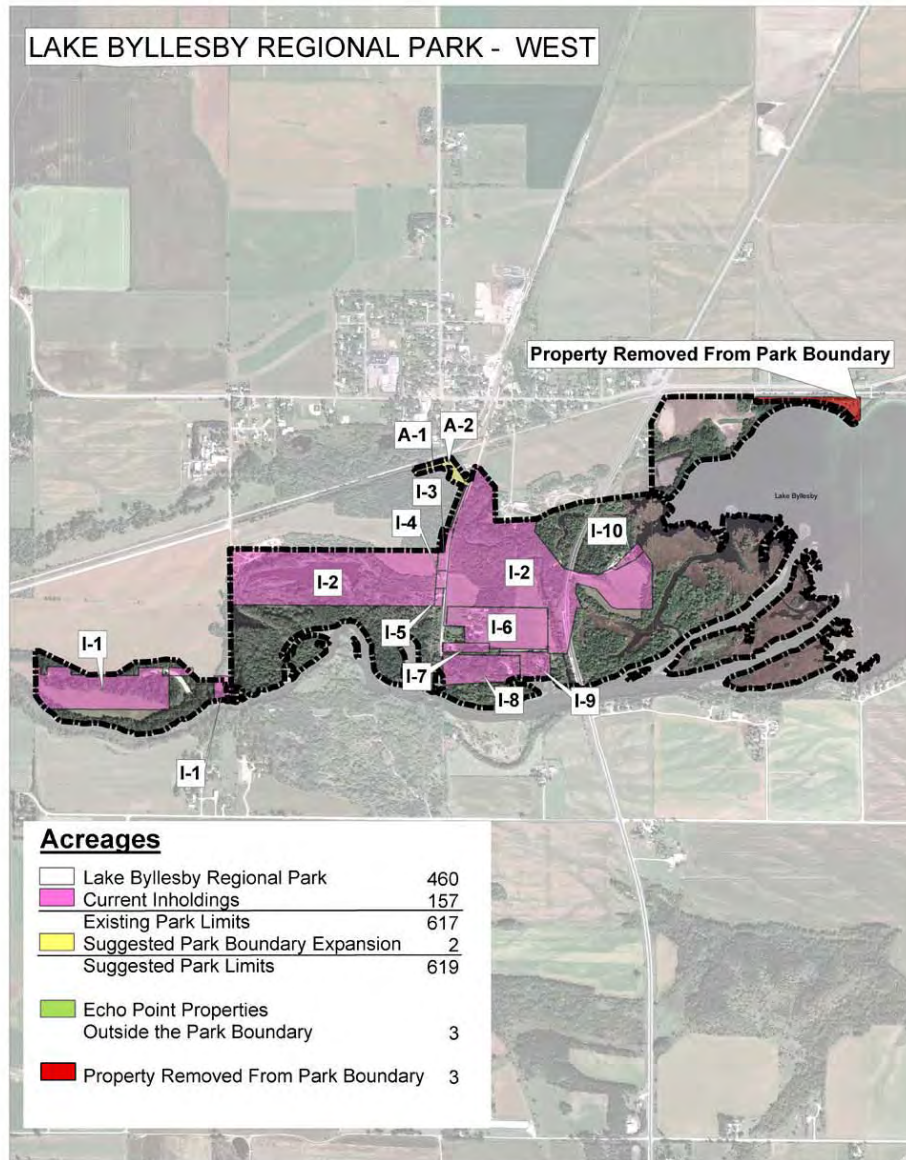 LAKE BYLLESBY REGIONAL PARK - WEST
Property Removed From Park Boundary
A-1
A-2
I-3
I-4
I-10
Lake Byllesby
I-2
I-2
I-5
I-6
I-1
I-7
I-8
I-9
I-1
Acreages
Lake Byllesby Regional Park 460
Current Inholdings 157
Existing Park Limits 617
Suggested Park Boundary Expansion 2
Suggested Park Limits 619
Echo Point Properties
Outside the Park Boundary 3
Property Removed From Park Boundary 3